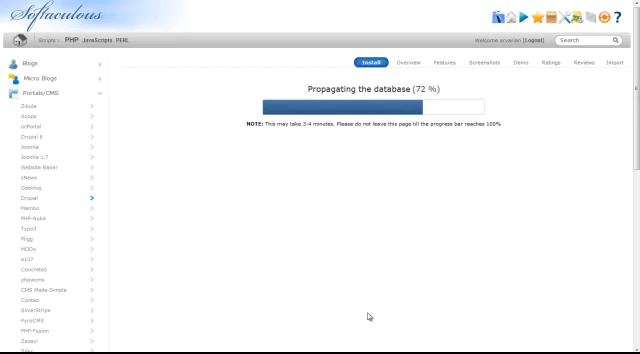 Softaculous
Scripts: PHP JavaScripts PERL
Welcome ervarien [Logout]
Search
Blogs
Micro Blogs
Portals/CMS
Zikula
Xoops
ocPortal
Drupal 6
Joomla
Joomla 1.7
Website Baker
sNews
Geeklog
Drupal
Mambo
PHP-Nuke
Typo3
Pligg
MODx
e107
Concrete5
phpwcms
CMS Made Simple
Contao
SilverStripe
PyroCMS
PHP-Fusion
Zazavi
Install Overview Features Screenshots Demo Ratings Reviews Import
Propagating the database (72 %)
NOTE: This may take 3-4 minutes. Please do not leave this page till the progress bar reaches 100%